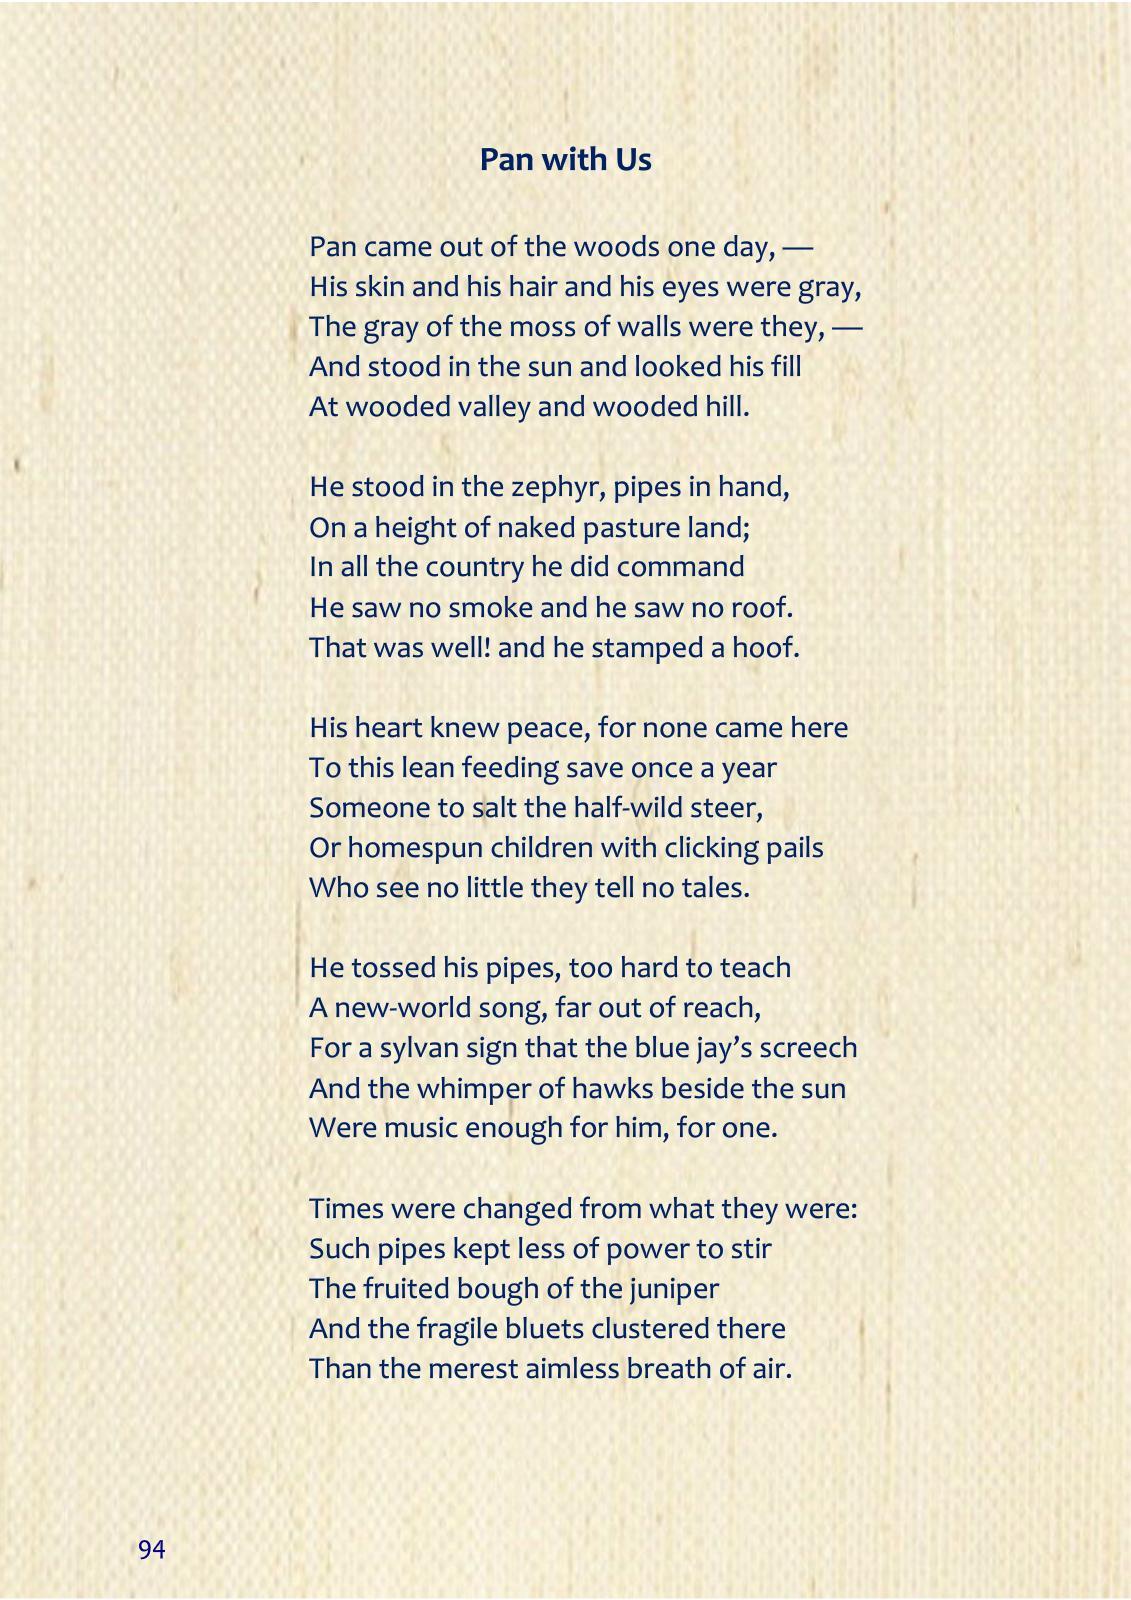 Pan with Us
Pan came out of the woods one day, —
His skin and his hair and his eyes were gray,
The gray of the moss of walls were they, —
And stood in the sun and looked his fill
At wooded valley and wooded hill.
He stood in the zephyr, pipes in hand,
On a height of naked pasture land;
In all the country he did command
He saw no smoke and he saw no roof.
That was well! and he stamped a hoof.
His heart knew peace, for none came here
To this lean feeding save once a year
Someone to salt the half-wild steer,
Or homespun children with clicking pails
Who see no little they tell no tales.
He tossed his pipes, too hard to teach
A new-world song, far out of reach,
For a sylvan sign that the blue jay’s screech
And the whimper of hawks beside the sun
Were music enough for him, for one.
Times were changed from what they were:
Such pipes kept less of power to stir
The fruited bough of the juniper
And the fragile bluets clustered there
Than the merest aimless breath of air.
94